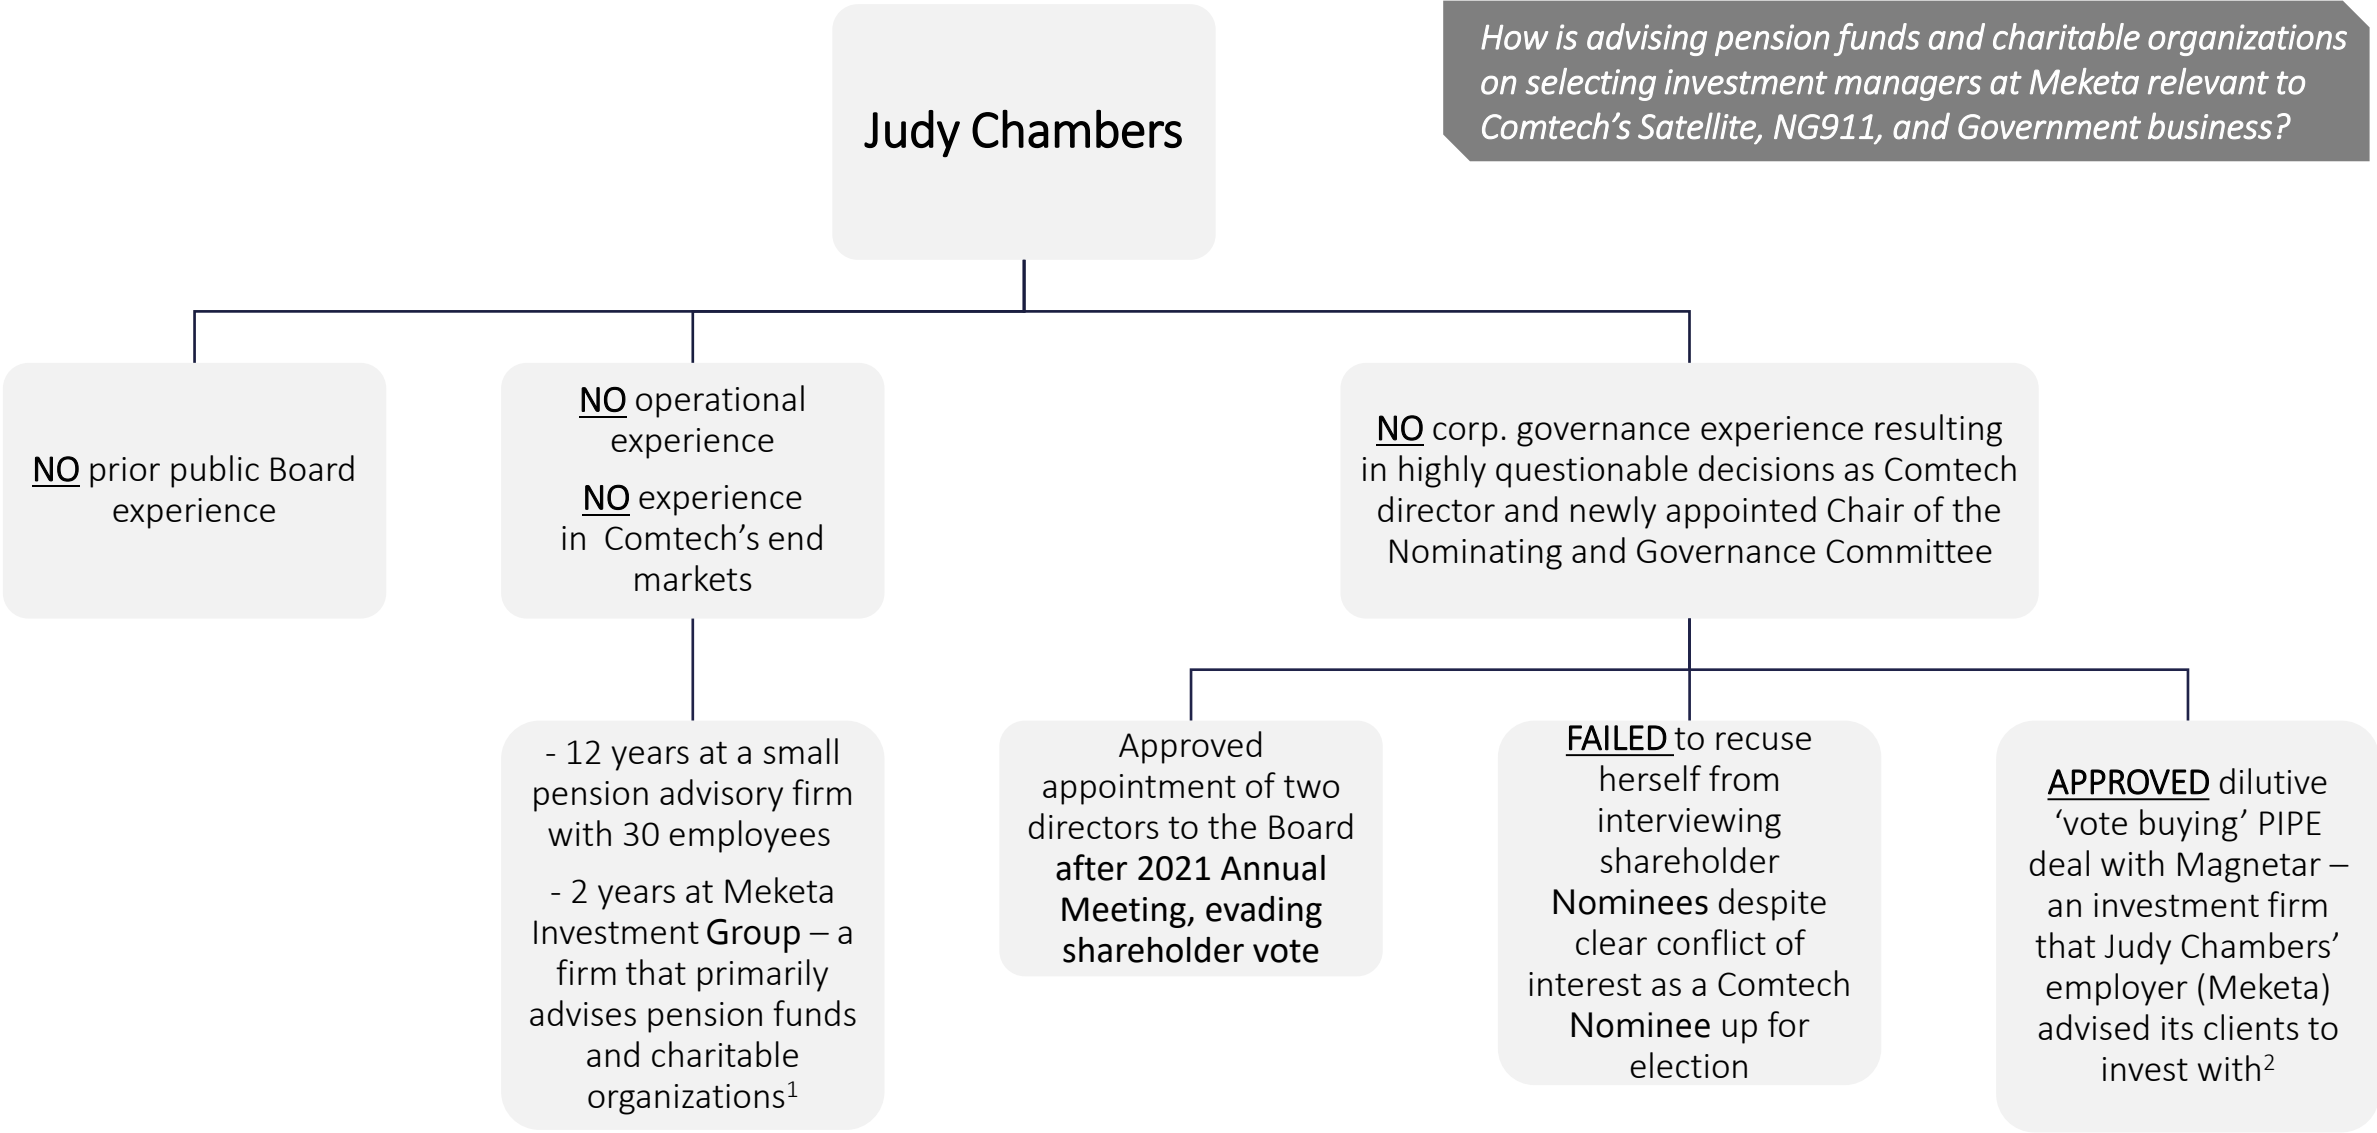 How is advising pension funds and charitable organizations
on selecting investment managers at Meketa relevant to
Comtech’s Satellite, NG911, and Government business?
Judy Chambers
NO prior public Board
experience
NO operational
experience
NO experience
in  Comtech’s end
markets
NO corp. governance experience resulting
in highly questionable decisions as Comtech
director and newly appointed Chair of the
Nominating and Governance Committee
- 12 years at a small
pension advisory firm
with 30 employees
- 2 years at Meketa
Investment Group – a
firm that primarily
advises pension funds
and charitable
organizations1
Approved
appointment of two
directors to the Board
after 2021 Annual
Meeting, evading
shareholder vote
FAILED to recuse
herself from
interviewing
shareholder
Nominees despite
clear conflict of
interest as a Comtech
Nominee up for
election
APPROVED dilutive
‘vote buying’ PIPE
deal with Magnetar –
an investment firm
that Judy Chambers’
employer (Meketa)
advised its clients to
invest with2